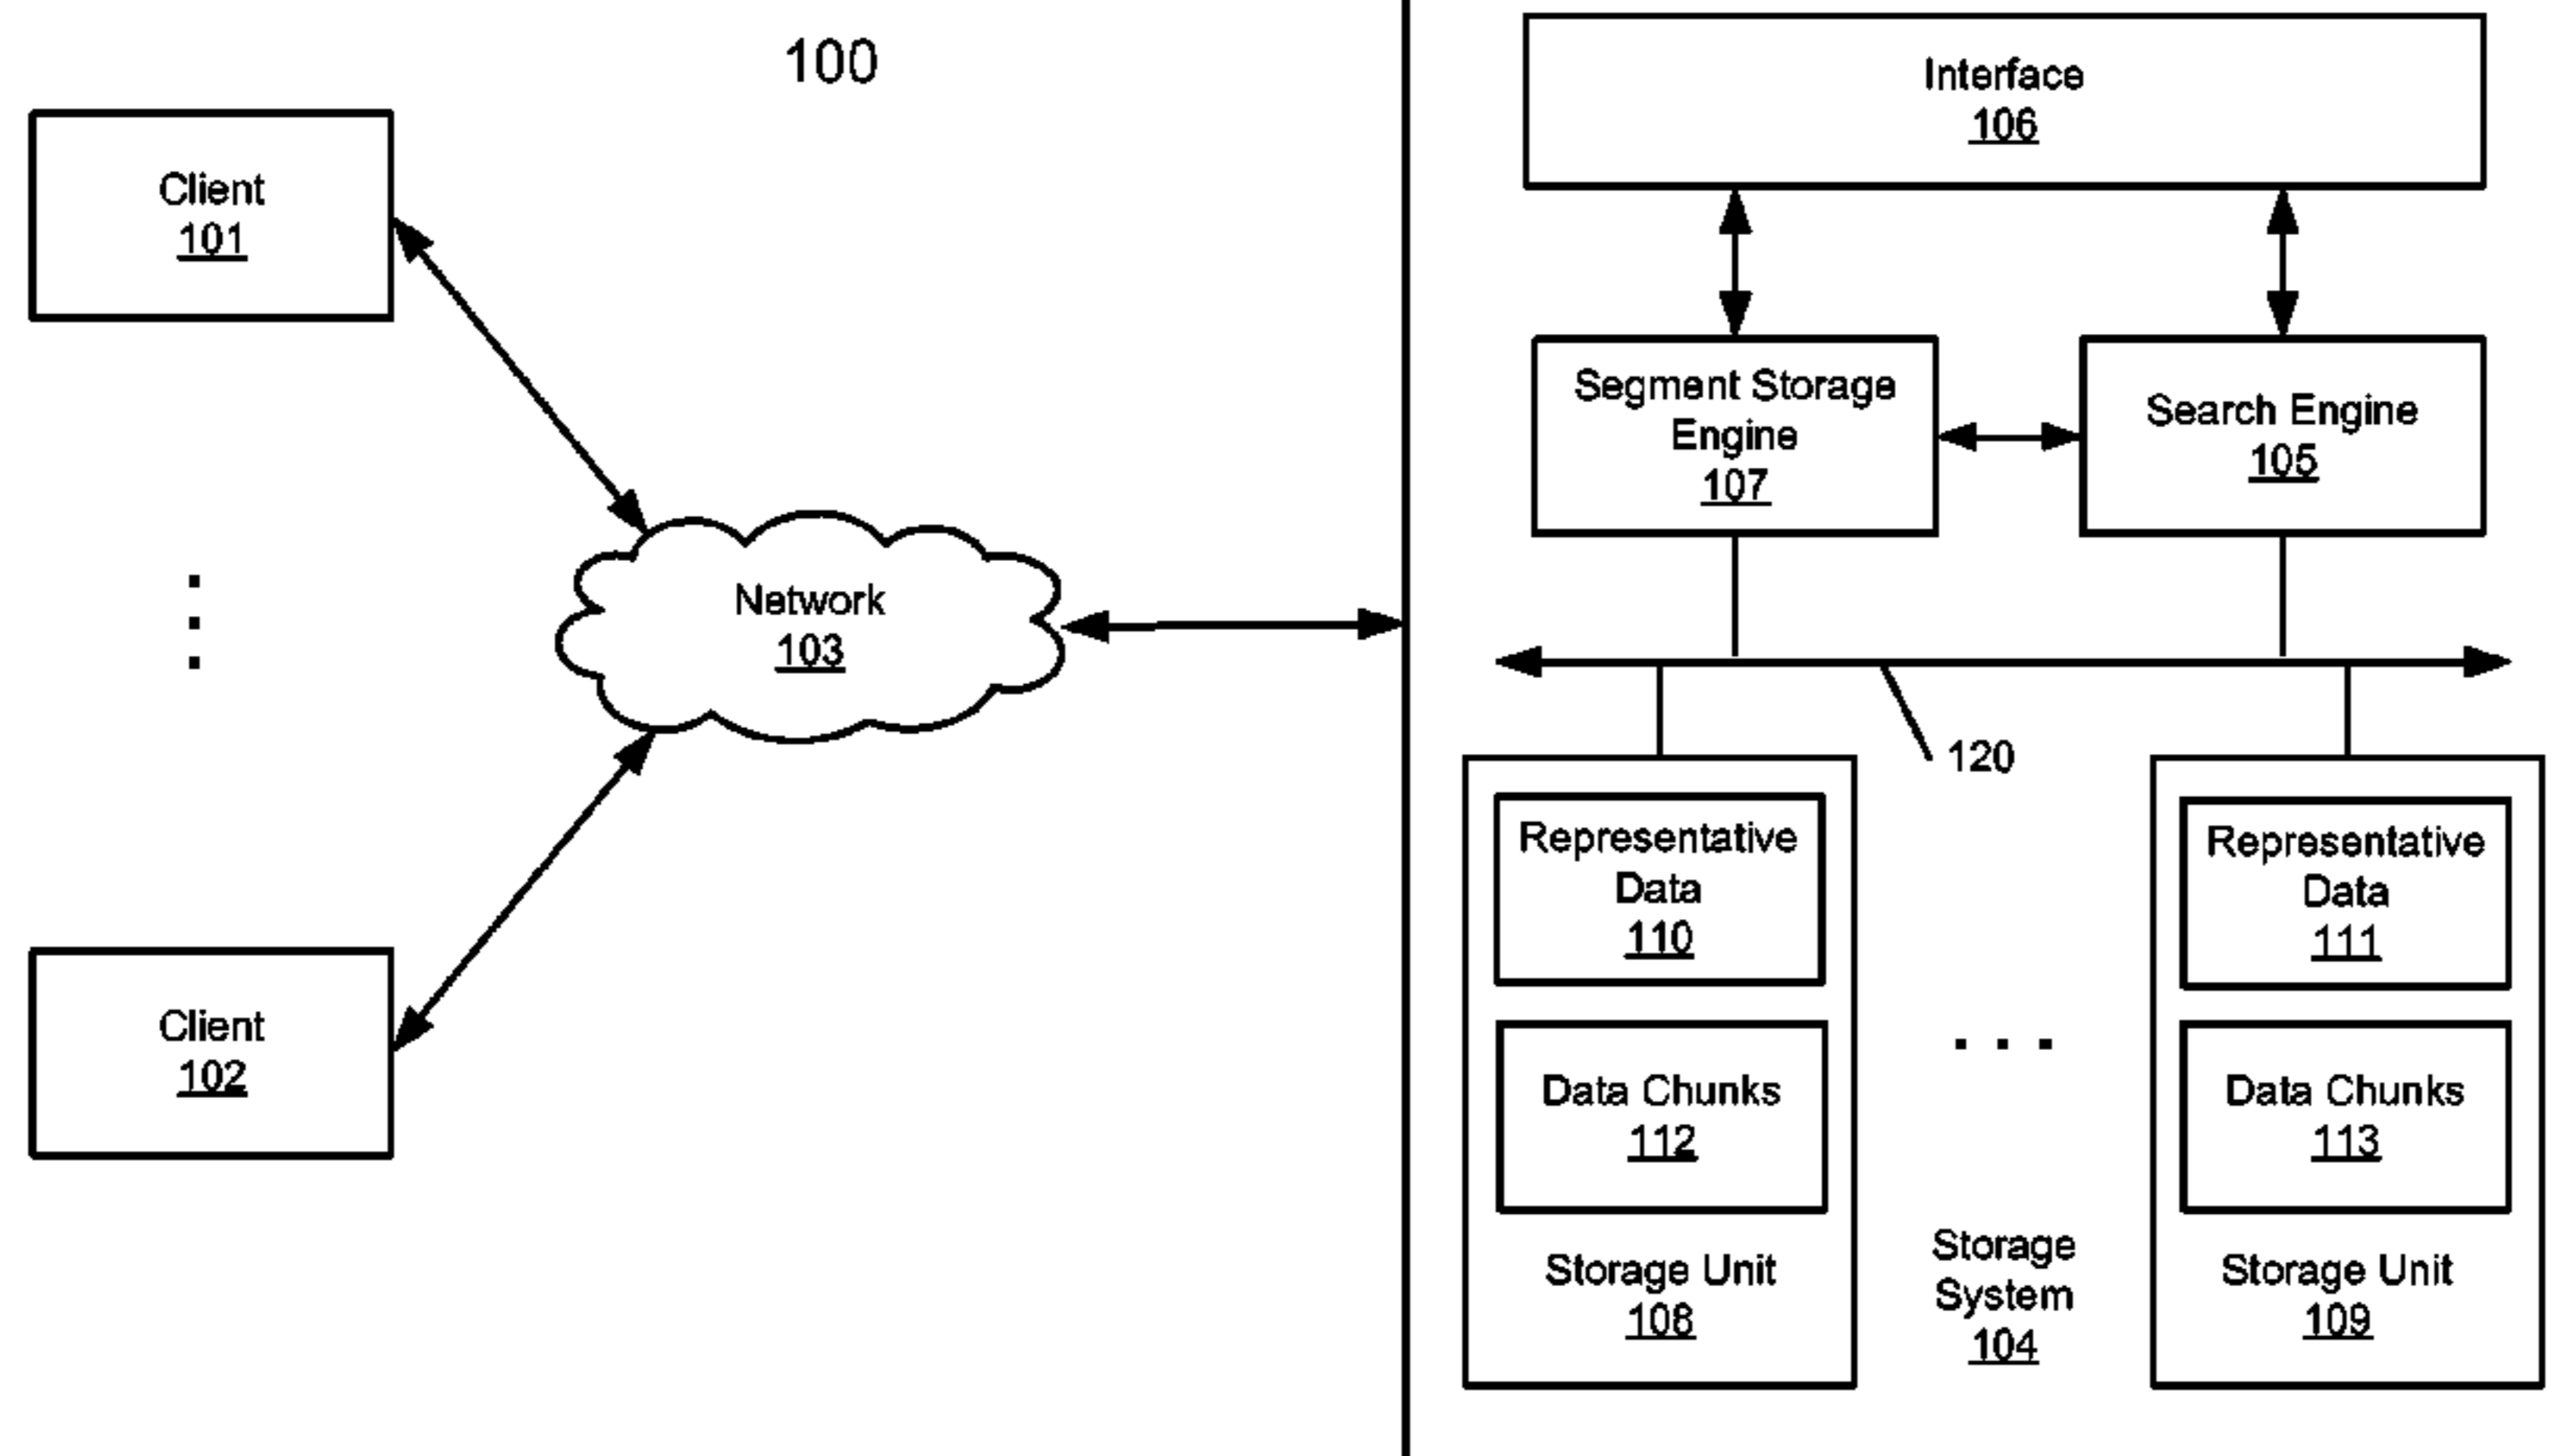 100
Client
101
Client
102
Network
103
Interface
106
Segment Storage
Engine
107
Search Engine
105
120
Representative
Data
110
Data Chunks
112
Storage Unit
108
Storage
System
104
Representative
Data
111
Data Chunks
113
Storage Unit
109